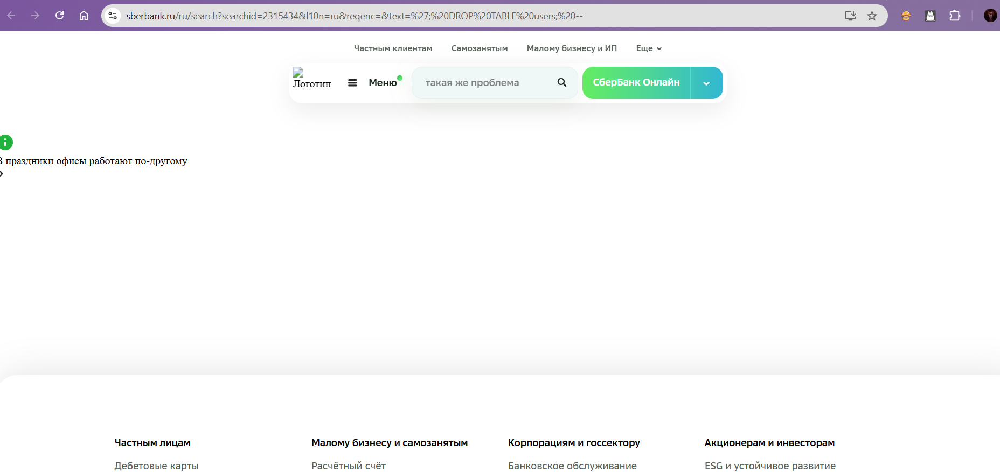 sberbank.ru/ru/search?searchid=2315434&l10n=ru&reqenc=&text=%27;%20DROP%20TABLE%20users;%20--
Частным клиентам Самозанятым Малому бизнесу и ИП Еще
Логотип Меню такая же проблема СберБанк Онлайн
В праздники офисы работают по-другому
Частным лицам Малому бизнесу и самозанятым Корпорациям и госсектору Акционерам и инвесторам
Дебетовые карты Расчётный счёт Банковское обслуживание ESG и устойчивое развитие